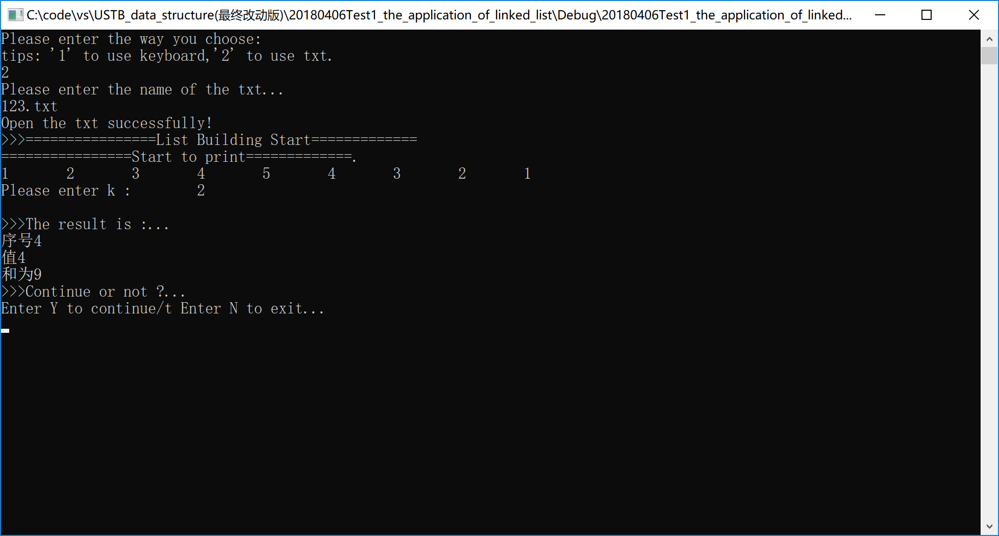 C:\code\vs\USTB_data_structure(最终改动版)\20180406Test1_the_application_of_linked_list\Debug\20180406Test1_the_application_of_linked...
Please enter the way you choose:
tips: '1' to use keyboard,'2' to use txt.
2
Please enter the name of the txt...
123.txt
Open the txt successfully!
>>>================List Building Start=============
================Start to print=============.
1 2 3 4 5 4 3 2 1
Please enter k : 2
>>>The result is :...
序号4
值4
和为9
>>>Continue or not ?...
Enter Y to continue/t Enter N to exit...